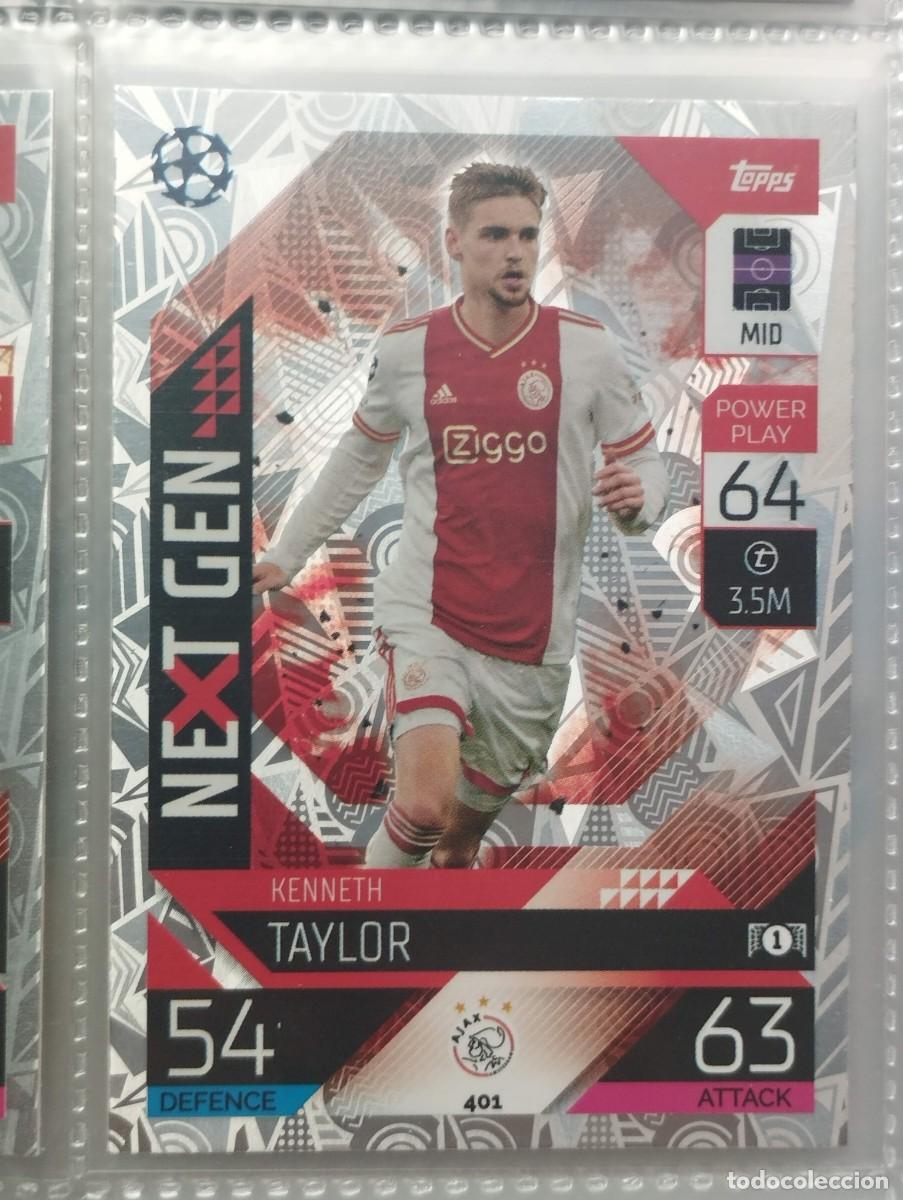 topps
MID
POWER
PLAY
64
t
3.5M
NEXT GEN
adidas
Ziggo
KENNETH
TAYLOR
1
54
DEFENCE
AJAX
401
63
ATTACK
todocoleccion